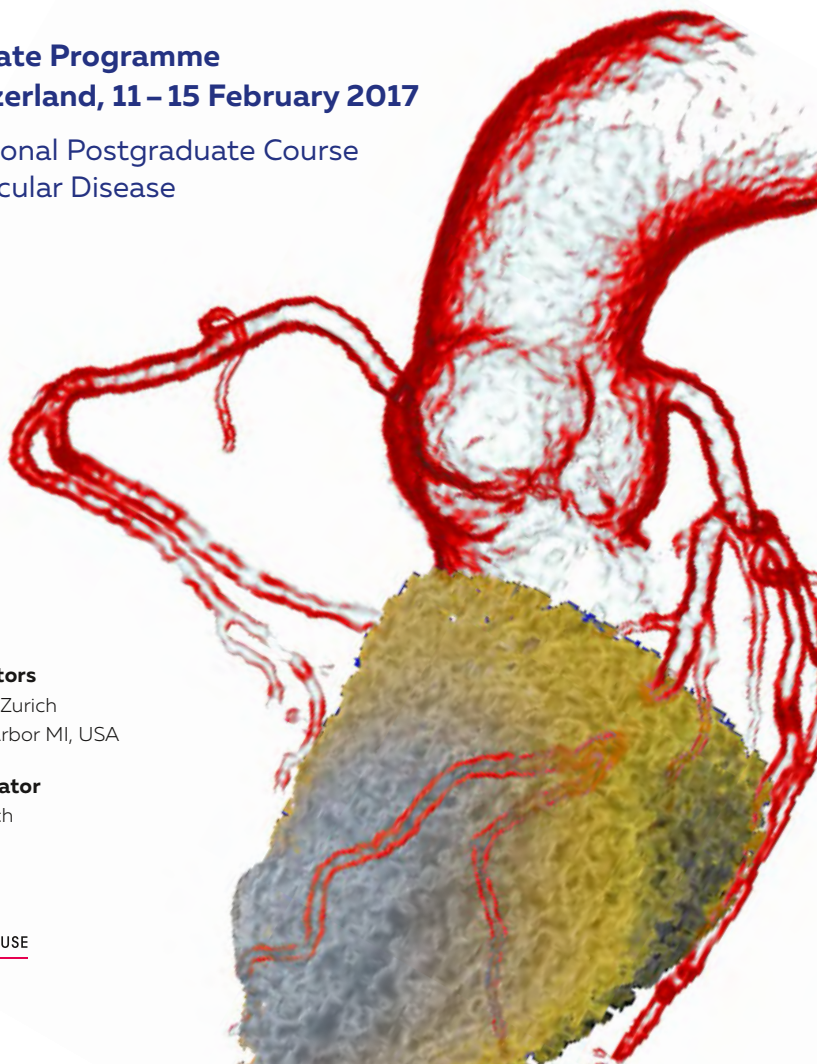 ate Programme
zerland, 11 – 15 February 2017
onal Postgraduate Course
cular Disease
tors
Zurich
rbor MI, USA
ator
ch
USE